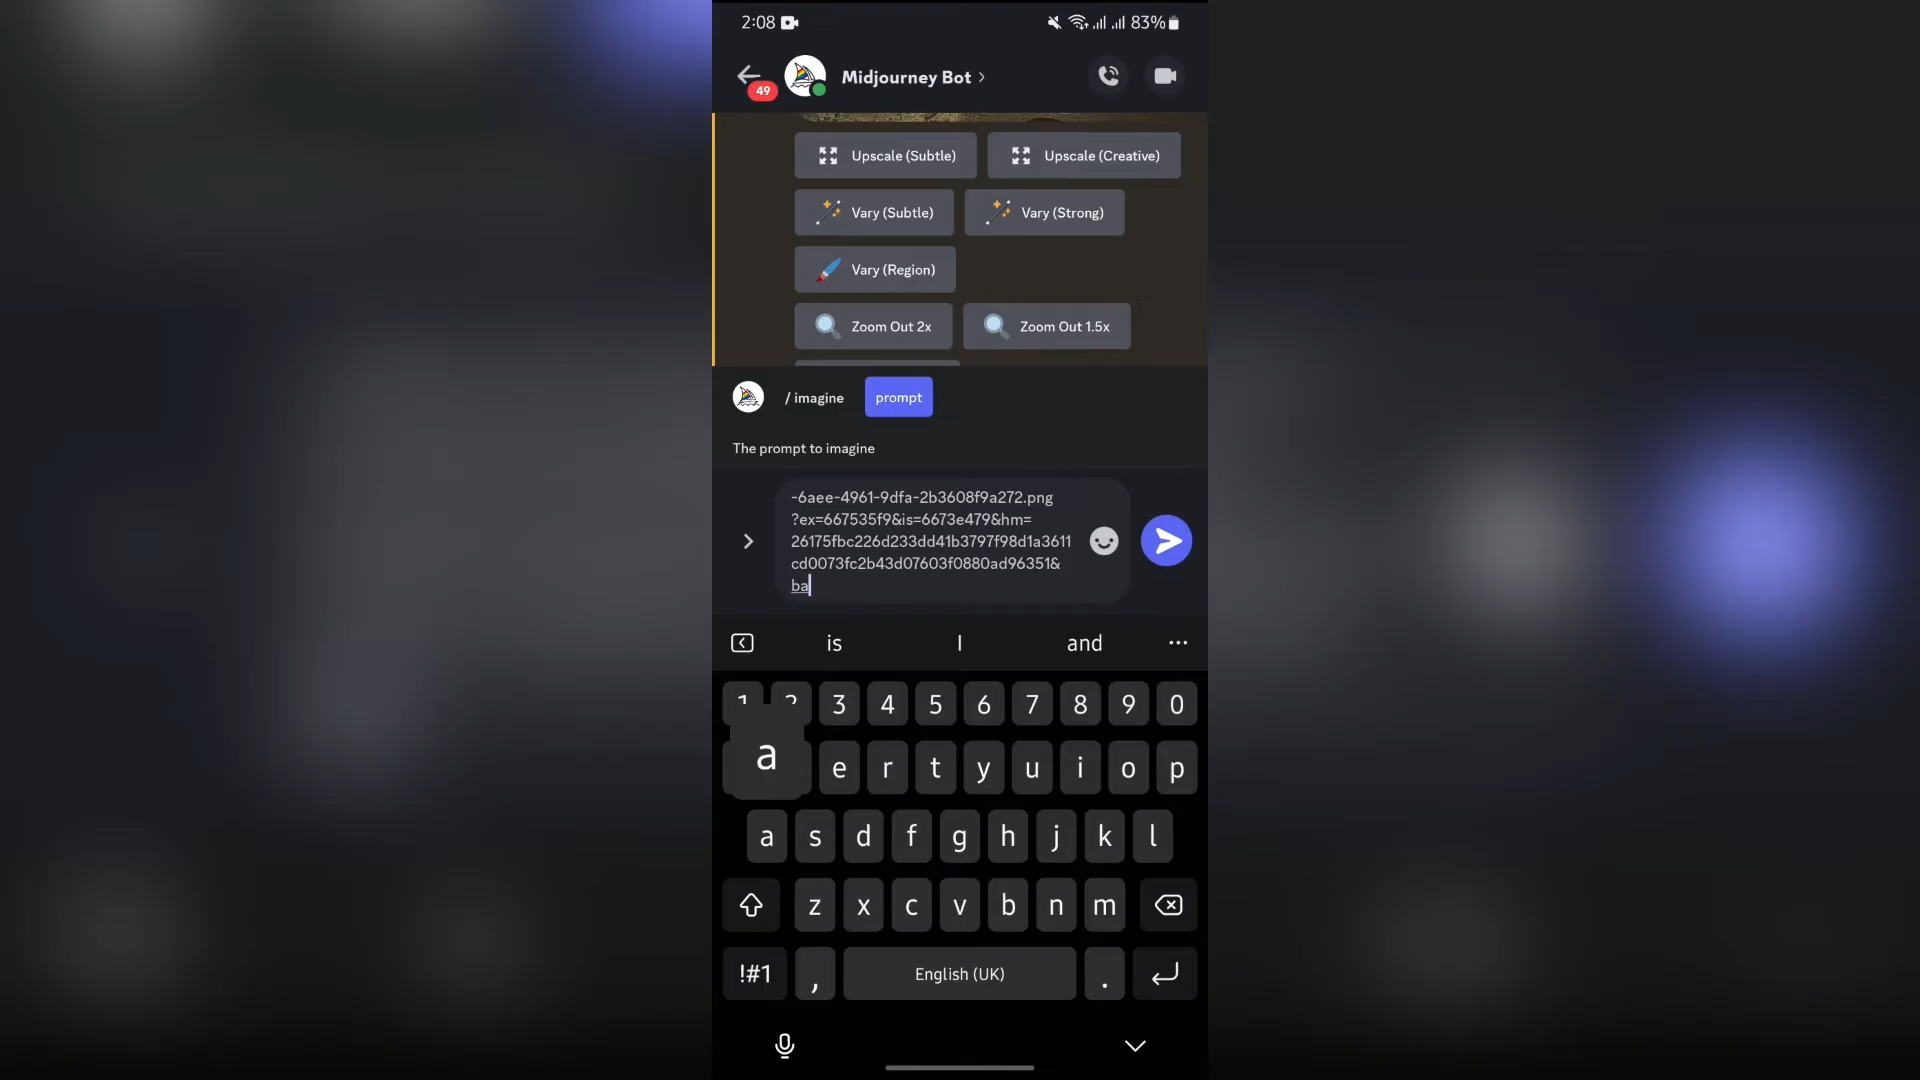 2:08
83%
49
Midjourney Bot
Upscale (Subtle)
Upscale (Creative)
Vary (Subtle)
Vary (Strong)
Vary (Region)
Zoom Out 2x
Zoom Out 1.5x
/ imagine
prompt
The prompt to imagine
-6aee-4961-9dfa-2b3608f9a272.png
?ex=667535f9&is=6673e479&hm=
26175fbc226d233dd41b3797f98d1a3611
cd0073fc2b43d07603f0880ad96351&
ba
is I and
1 2 3 4 5 6 7 8 9 0
a
e r t y u i o p
a s d f g h j k l
z x c v b n m
!#1 , English (UK) .